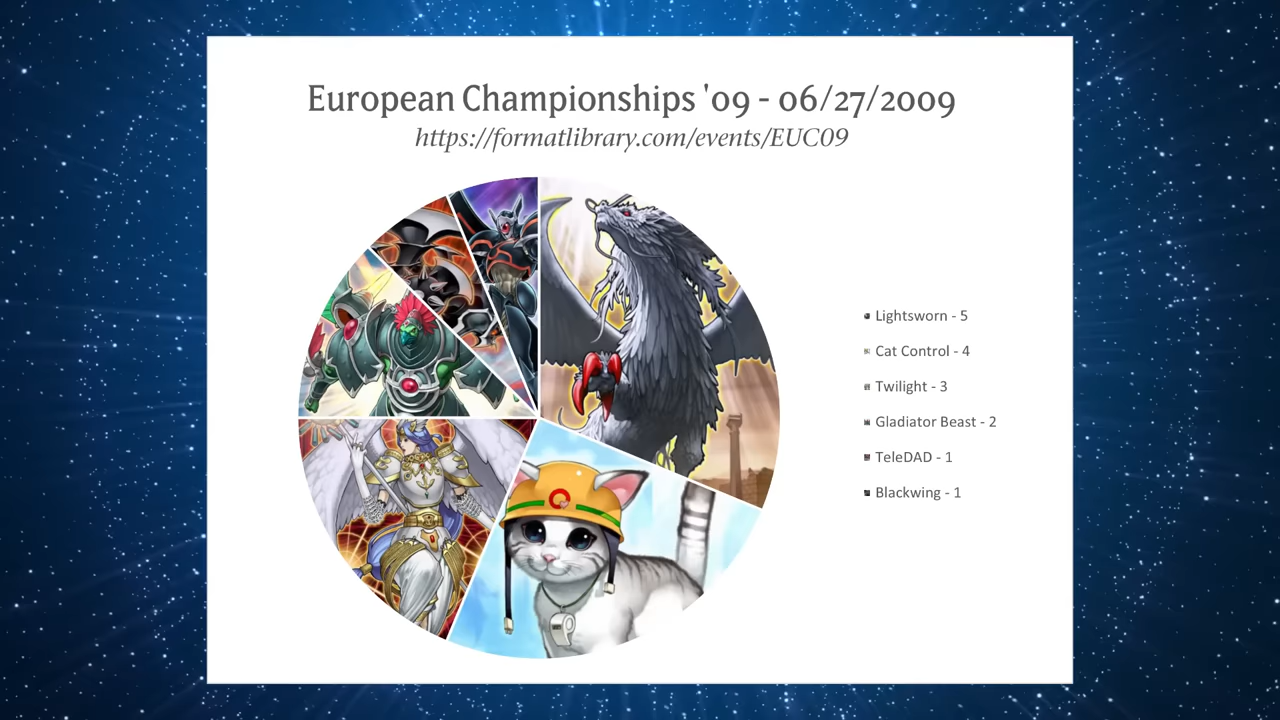 European Championships '09 - 06/27/2009
https://formatlibrary.com/events/EUC09
Lightsworn - 5
Cat Control - 4
Twilight - 3
Gladiator Beast - 2
TeleDAD - 1
Blackwing - 1